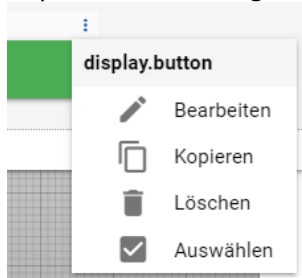 display.button
Bearbeiten
Kopieren
Löschen
Auswählen